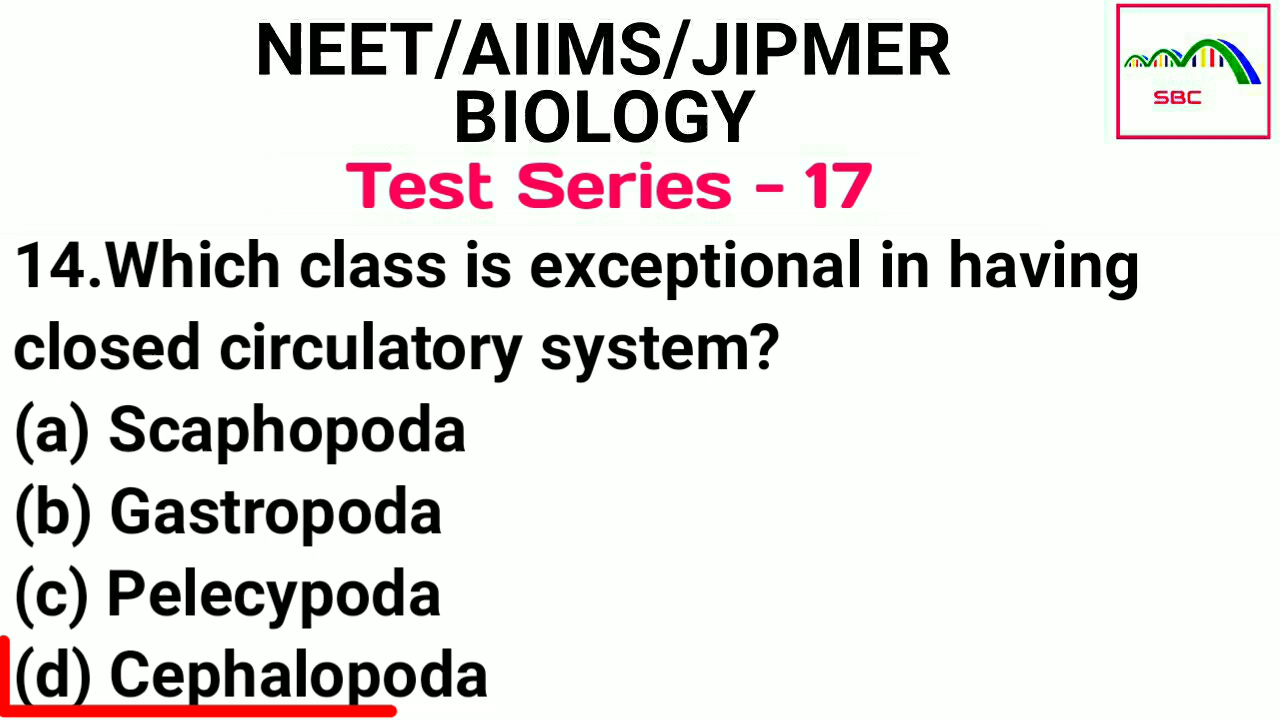 NEET/AIIMS/JIPMER
BIOLOGY
SBC
Test Series - 17
14.Which class is exceptional in having
closed circulatory system?
(a) Scaphopoda
(b) Gastropoda
(c) Pelecypoda
(d) Cephalopoda